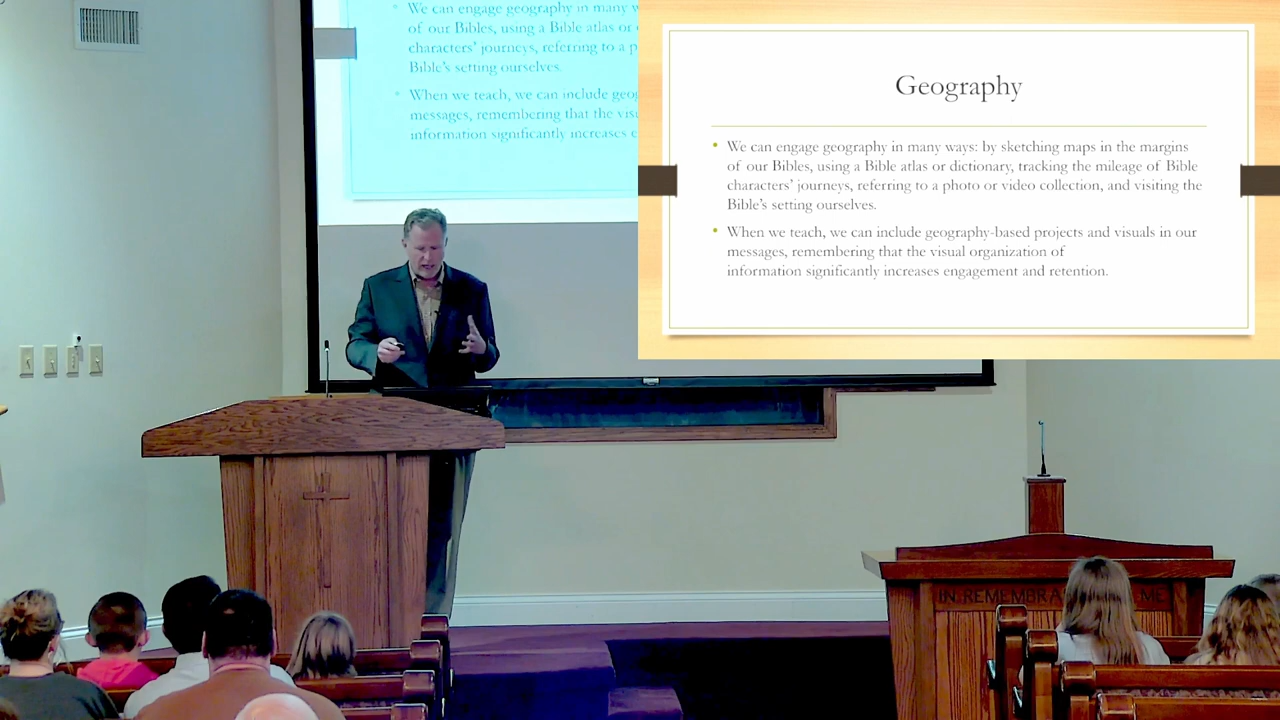 We can engage geography in many w
of our Bibles, using a Bible atlas or
characters' journeys, referring to a p
Bible's setting ourselves.
When we teach, we can include geog
messages, remembering that the visu
information significantly increases e
Geography
• We can engage geography in many ways: by sketching maps in the margins
of our Bibles, using a Bible atlas or dictionary, tracking the mileage of Bible
characters' journeys, referring to a photo or video collection, and visiting the
Bible's setting ourselves.
• When we teach, we can include geography-based projects and visuals in our
messages, remembering that the visual organization of
information significantly increases engagement and retention.
IN REMEMBRA ME